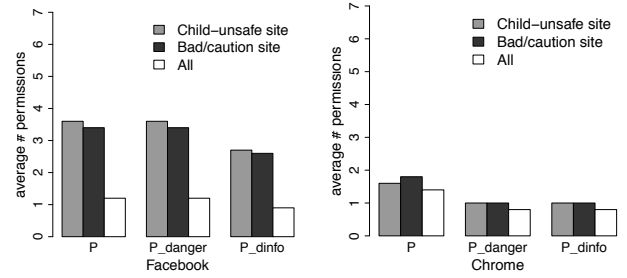 average # permissions
7
6
5
4
3
2
1
0
Child−unsafe site
Bad/caution site
All
P
P_danger
P_dinfo
Facebook
average # permissions
7
6
5
4
3
2
1
0
Child−unsafe site
Bad/caution site
All
P
P_danger
P_dinfo
Chrome